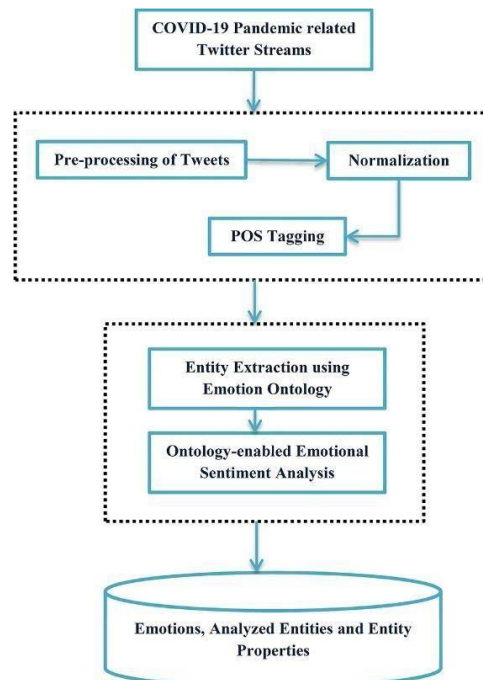 COVID-19 Pandemic related
Twitter Streams
Pre-processing of Tweets
Normalization
POS Tagging
Entity Extraction using
Emotion Ontology
Ontology-enabled Emotional
Sentiment Analysis
Emotions, Analyzed Entities and Entity
Properties